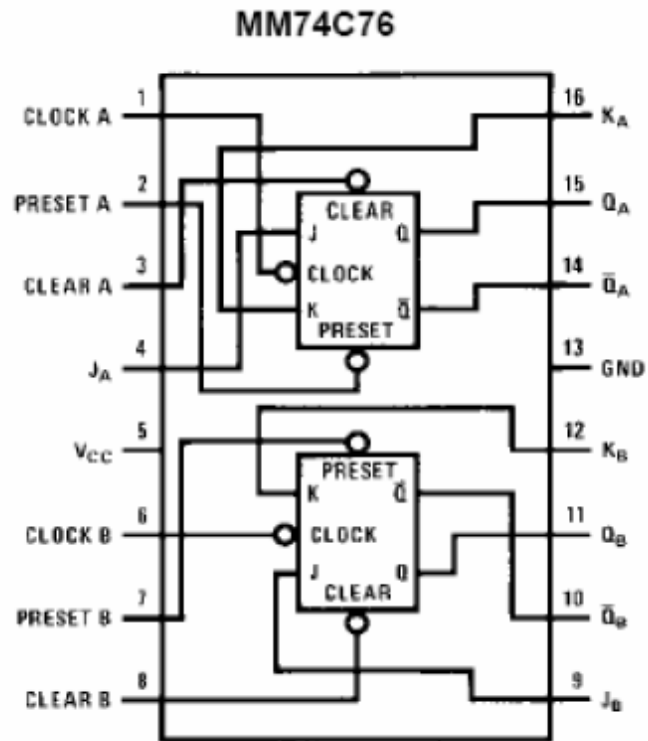 MM74C76
CLOCK A 1
PRESET A 2
CLEAR A 3
J_A 4
V_CC 5
CLOCK B 6
PRESET B 7
CLEAR B 8
CLEAR
J Q
CLOCK
K Q̅
PRESET
PRESET
K Q̅
CLOCK
J Q
CLEAR
16 K_A
15 Q_A
14 Q̅_A
13 GND
12 K_B
11 Q_B
10 Q̅_B
9 J_B